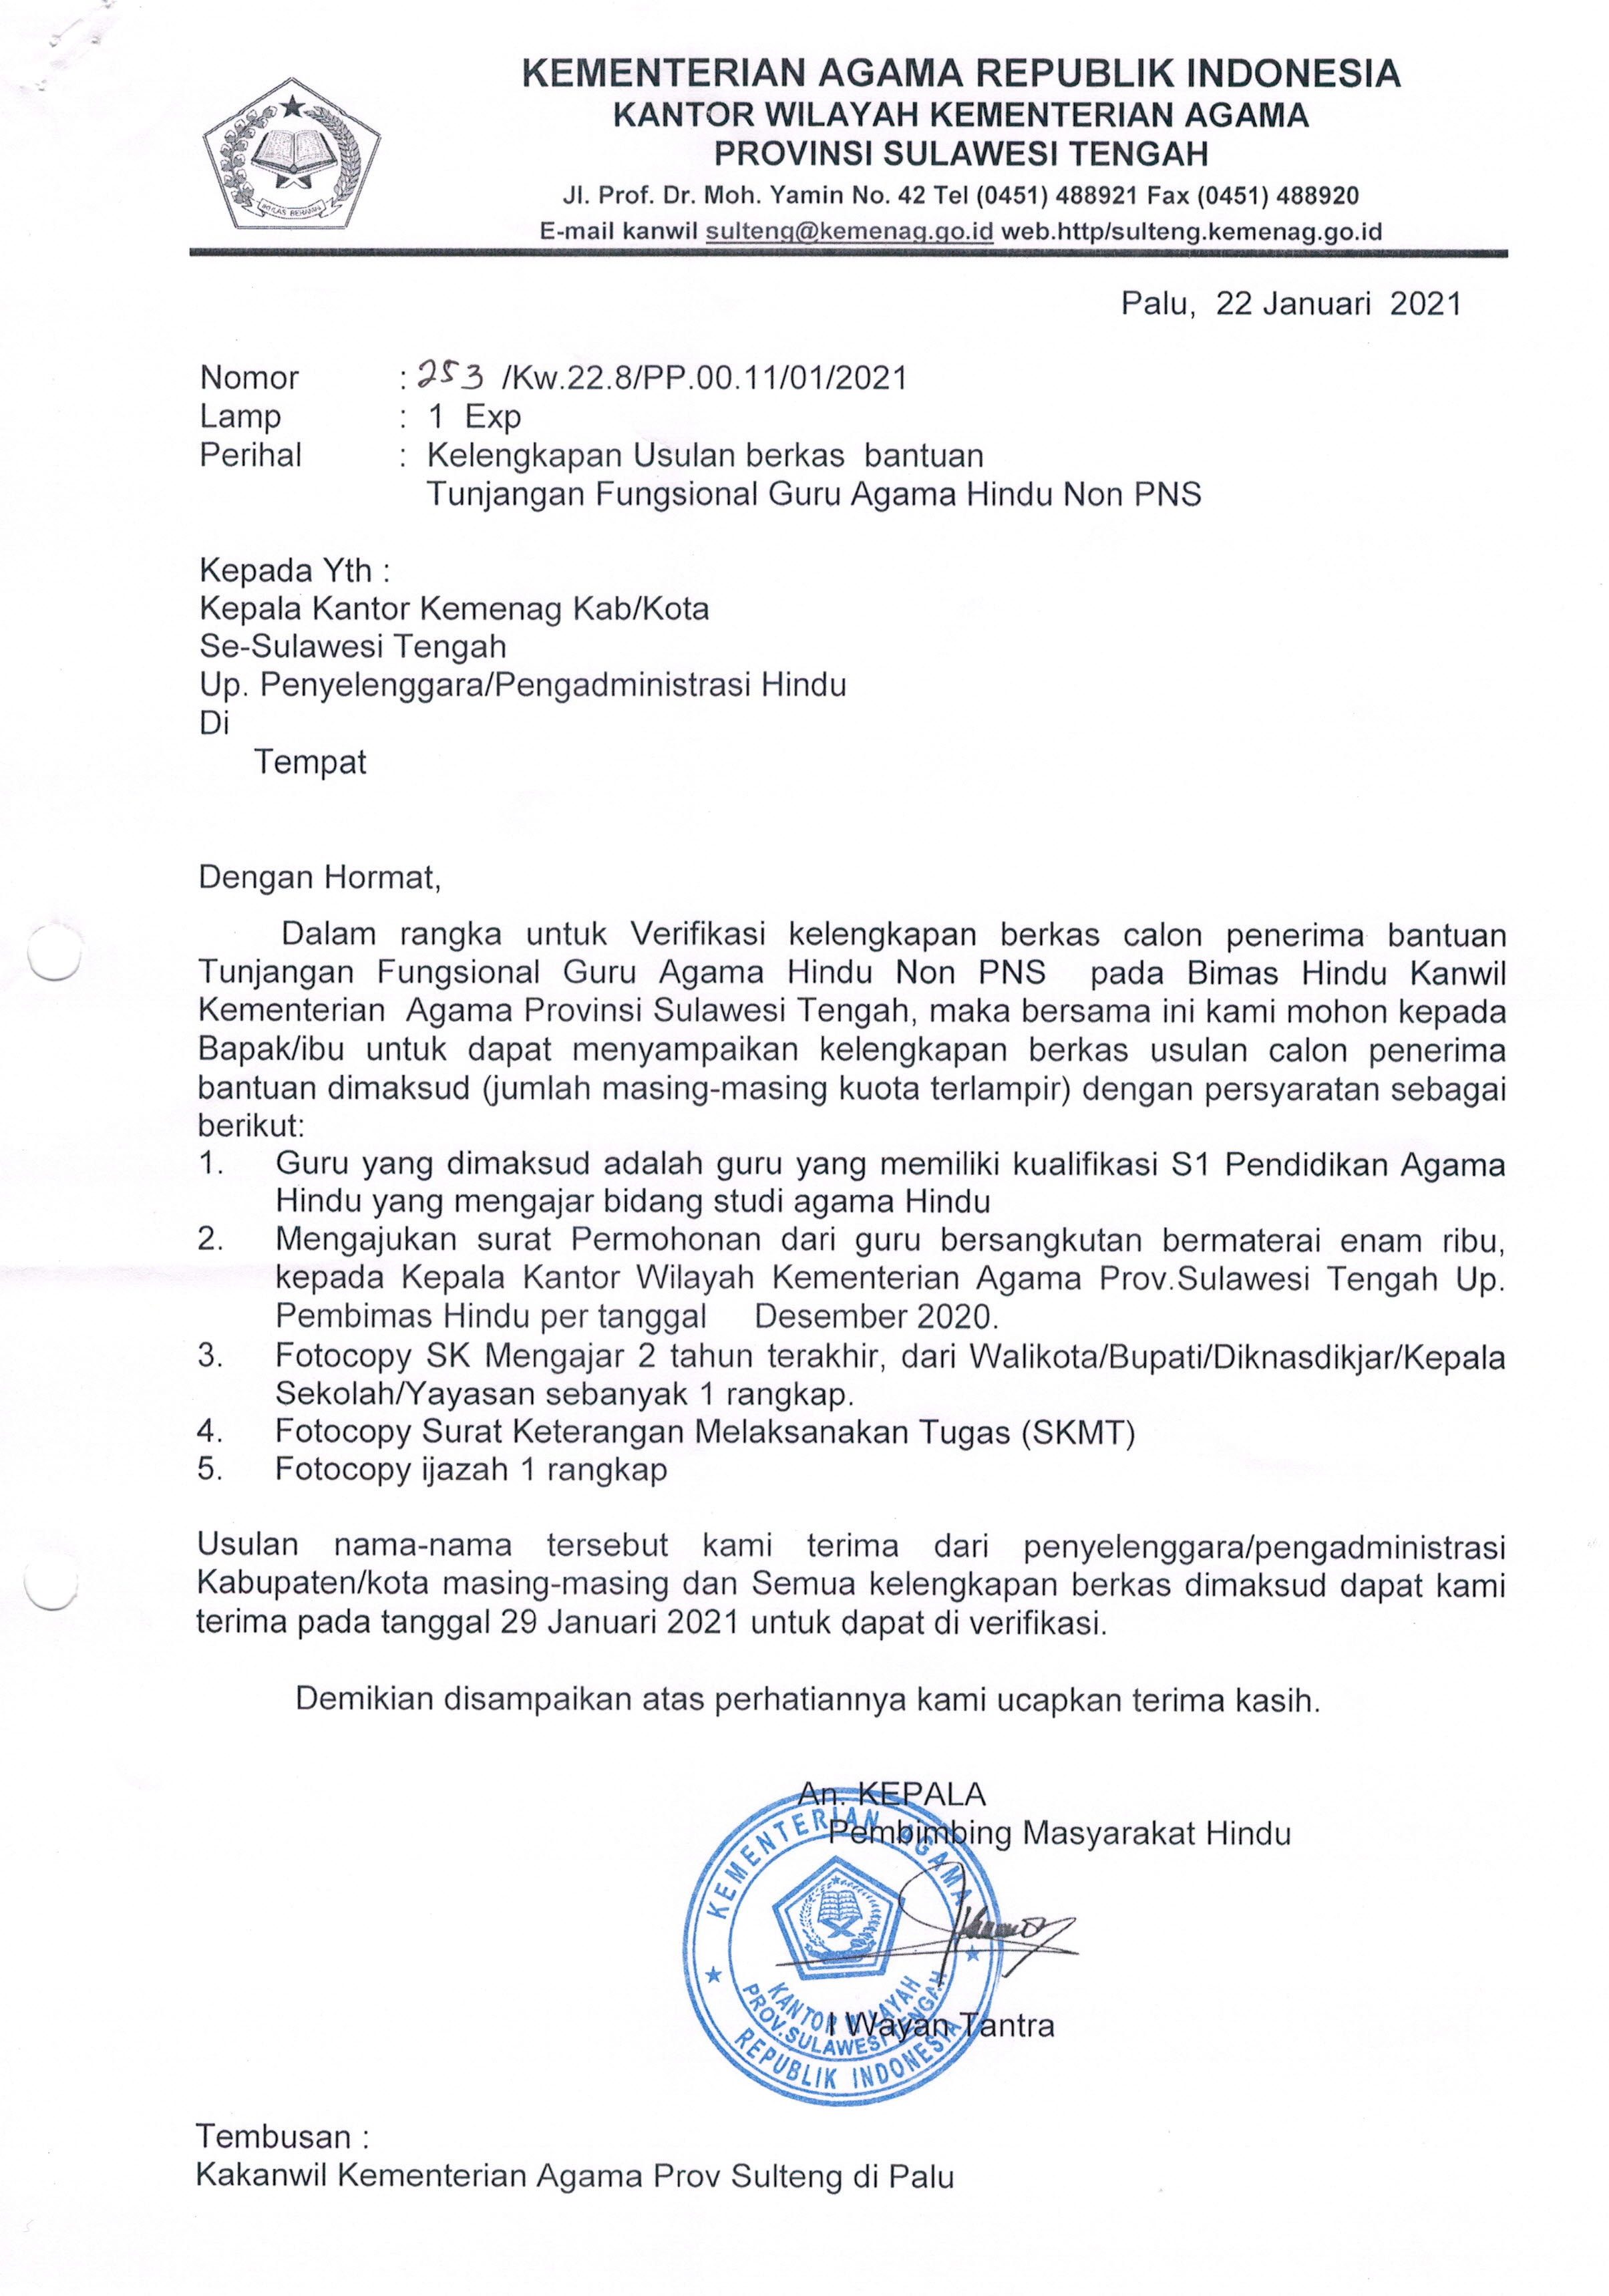 KEMENTERIAN AGAMA REPUBLIK INDONESIA
KANTOR WILAYAH KEMENTERIAN AGAMA
PROVINSI SULAWESI TENGAH
Jl. Prof. Dr. Moh. Yamin No. 42 Tel (0451) 488921 Fax (0451) 488920
E-mail kanwil sulteng@kemenag.go.id web.http/sulteng.kemenag.go.id
IKHLAS BERAMAL
Palu, 22 Januari 2021
Nomor : 253 /Kw.22.8/PP.00.11/01/2021
Lamp : 1 Exp
Perihal : Kelengkapan Usulan berkas bantuan
Tunjangan Fungsional Guru Agama Hindu Non PNS
Kepada Yth :
Kepala Kantor Kemenag Kab/Kota
Se-Sulawesi Tengah
Up. Penyelenggara/Pengadministrasi Hindu
Di
Tempat
Dengan Hormat,
Dalam rangka untuk Verifikasi kelengkapan berkas calon penerima bantuan
Tunjangan Fungsional Guru Agama Hindu Non PNS pada Bimas Hindu Kanwil
Kementerian Agama Provinsi Sulawesi Tengah, maka bersama ini kami mohon kepada
Bapak/ibu untuk dapat menyampaikan kelengkapan berkas usulan calon penerima
bantuan dimaksud (jumlah masing-masing kuota terlampir) dengan persyaratan sebagai
berikut:
1. Guru yang dimaksud adalah guru yang memiliki kualifikasi S1 Pendidikan Agama
Hindu yang mengajar bidang studi agama Hindu
2. Mengajukan surat Permohonan dari guru bersangkutan bermaterai enam ribu,
kepada Kepala Kantor Wilayah Kementerian Agama Prov.Sulawesi Tengah Up.
Pembimas Hindu per tanggal Desember 2020.
3. Fotocopy SK Mengajar 2 tahun terakhir, dari Walikota/Bupati/Diknasdikjar/Kepala
Sekolah/Yayasan sebanyak 1 rangkap.
4. Fotocopy Surat Keterangan Melaksanakan Tugas (SKMT)
5. Fotocopy ijazah 1 rangkap
Usulan nama-nama tersebut kami terima dari penyelenggara/pengadministrasi
Kabupaten/kota masing-masing dan Semua kelengkapan berkas dimaksud dapat kami
terima pada tanggal 29 Januari 2021 untuk dapat di verifikasi.
Demikian disampaikan atas perhatiannya kami ucapkan terima kasih.
An. KEPALA
Pembimbing Masyarakat Hindu
KEMENTERIAN AGAMA
KANTOR WILAYAH
PROV.SULAWESI TENGAH
REPUBLIK INDONESIA
I Wayan Tantra
Tembusan :
Kakanwil Kementerian Agama Prov Sulteng di Palu